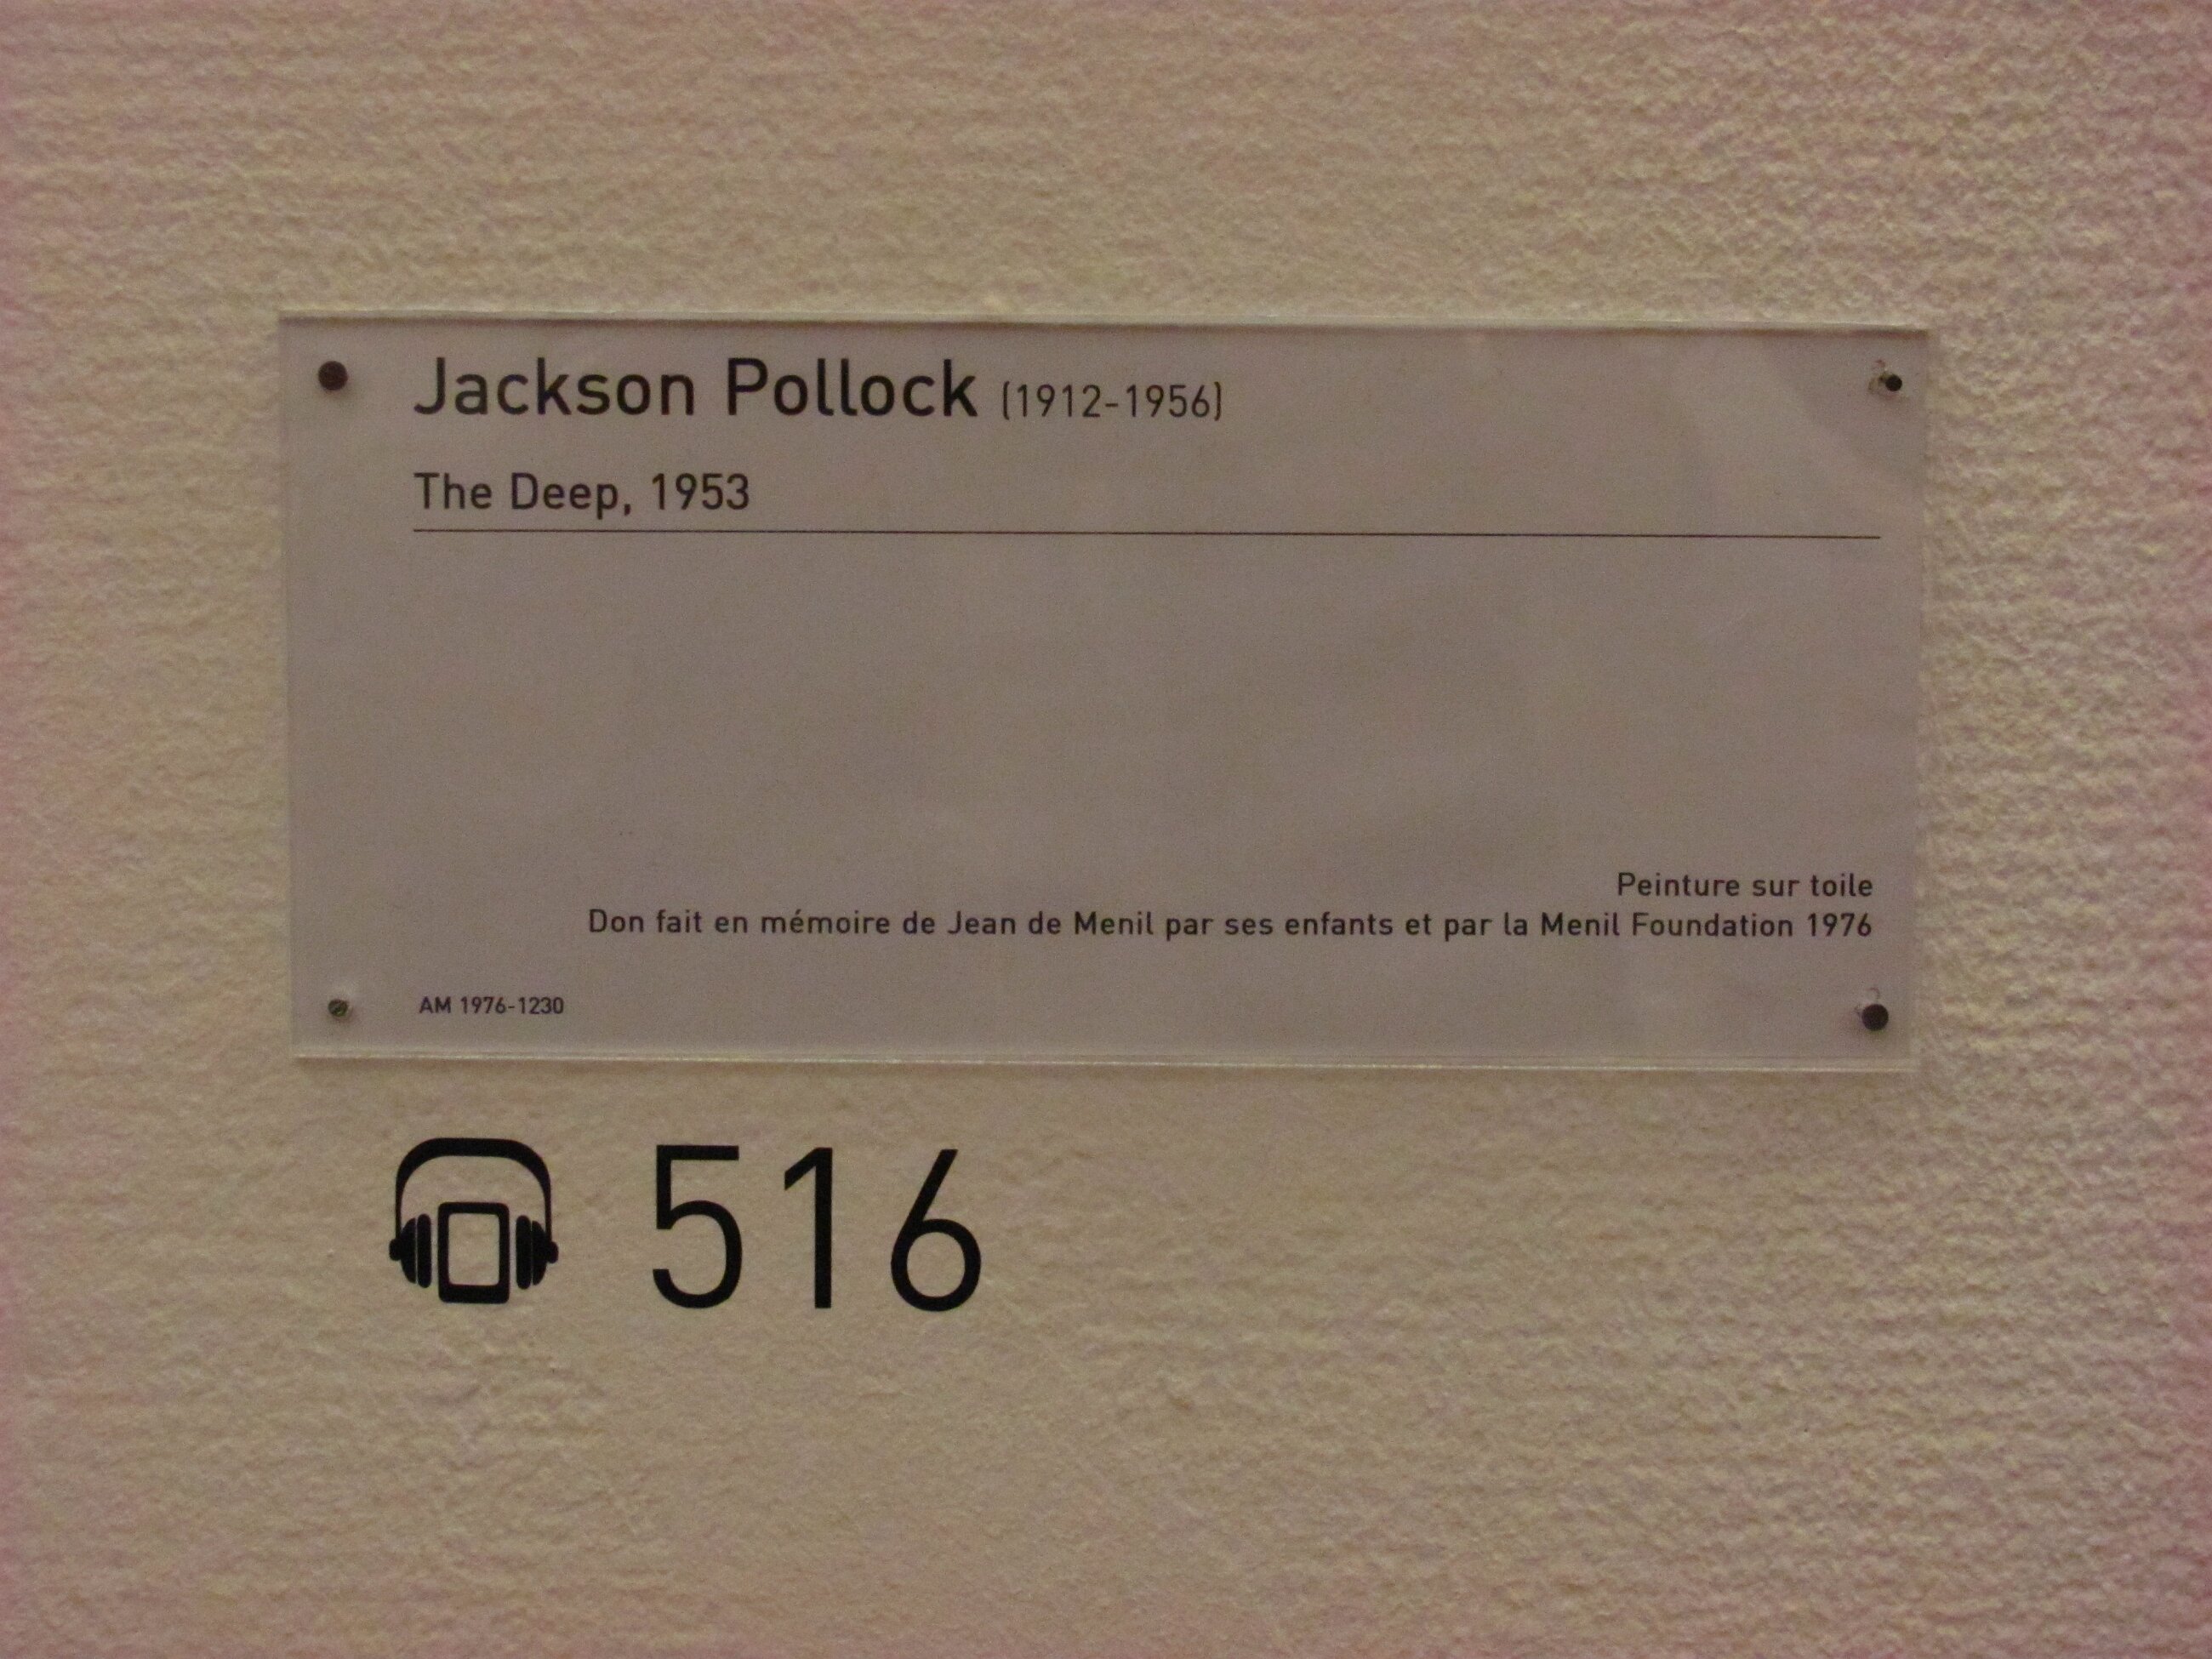 Jackson Pollock (1912-1956)
The Deep, 1953
Peinture sur toile
Don fait en mémoire de Jean de Menil par ses enfants et par la Menil Foundation 1976
AM 1976-1230
516